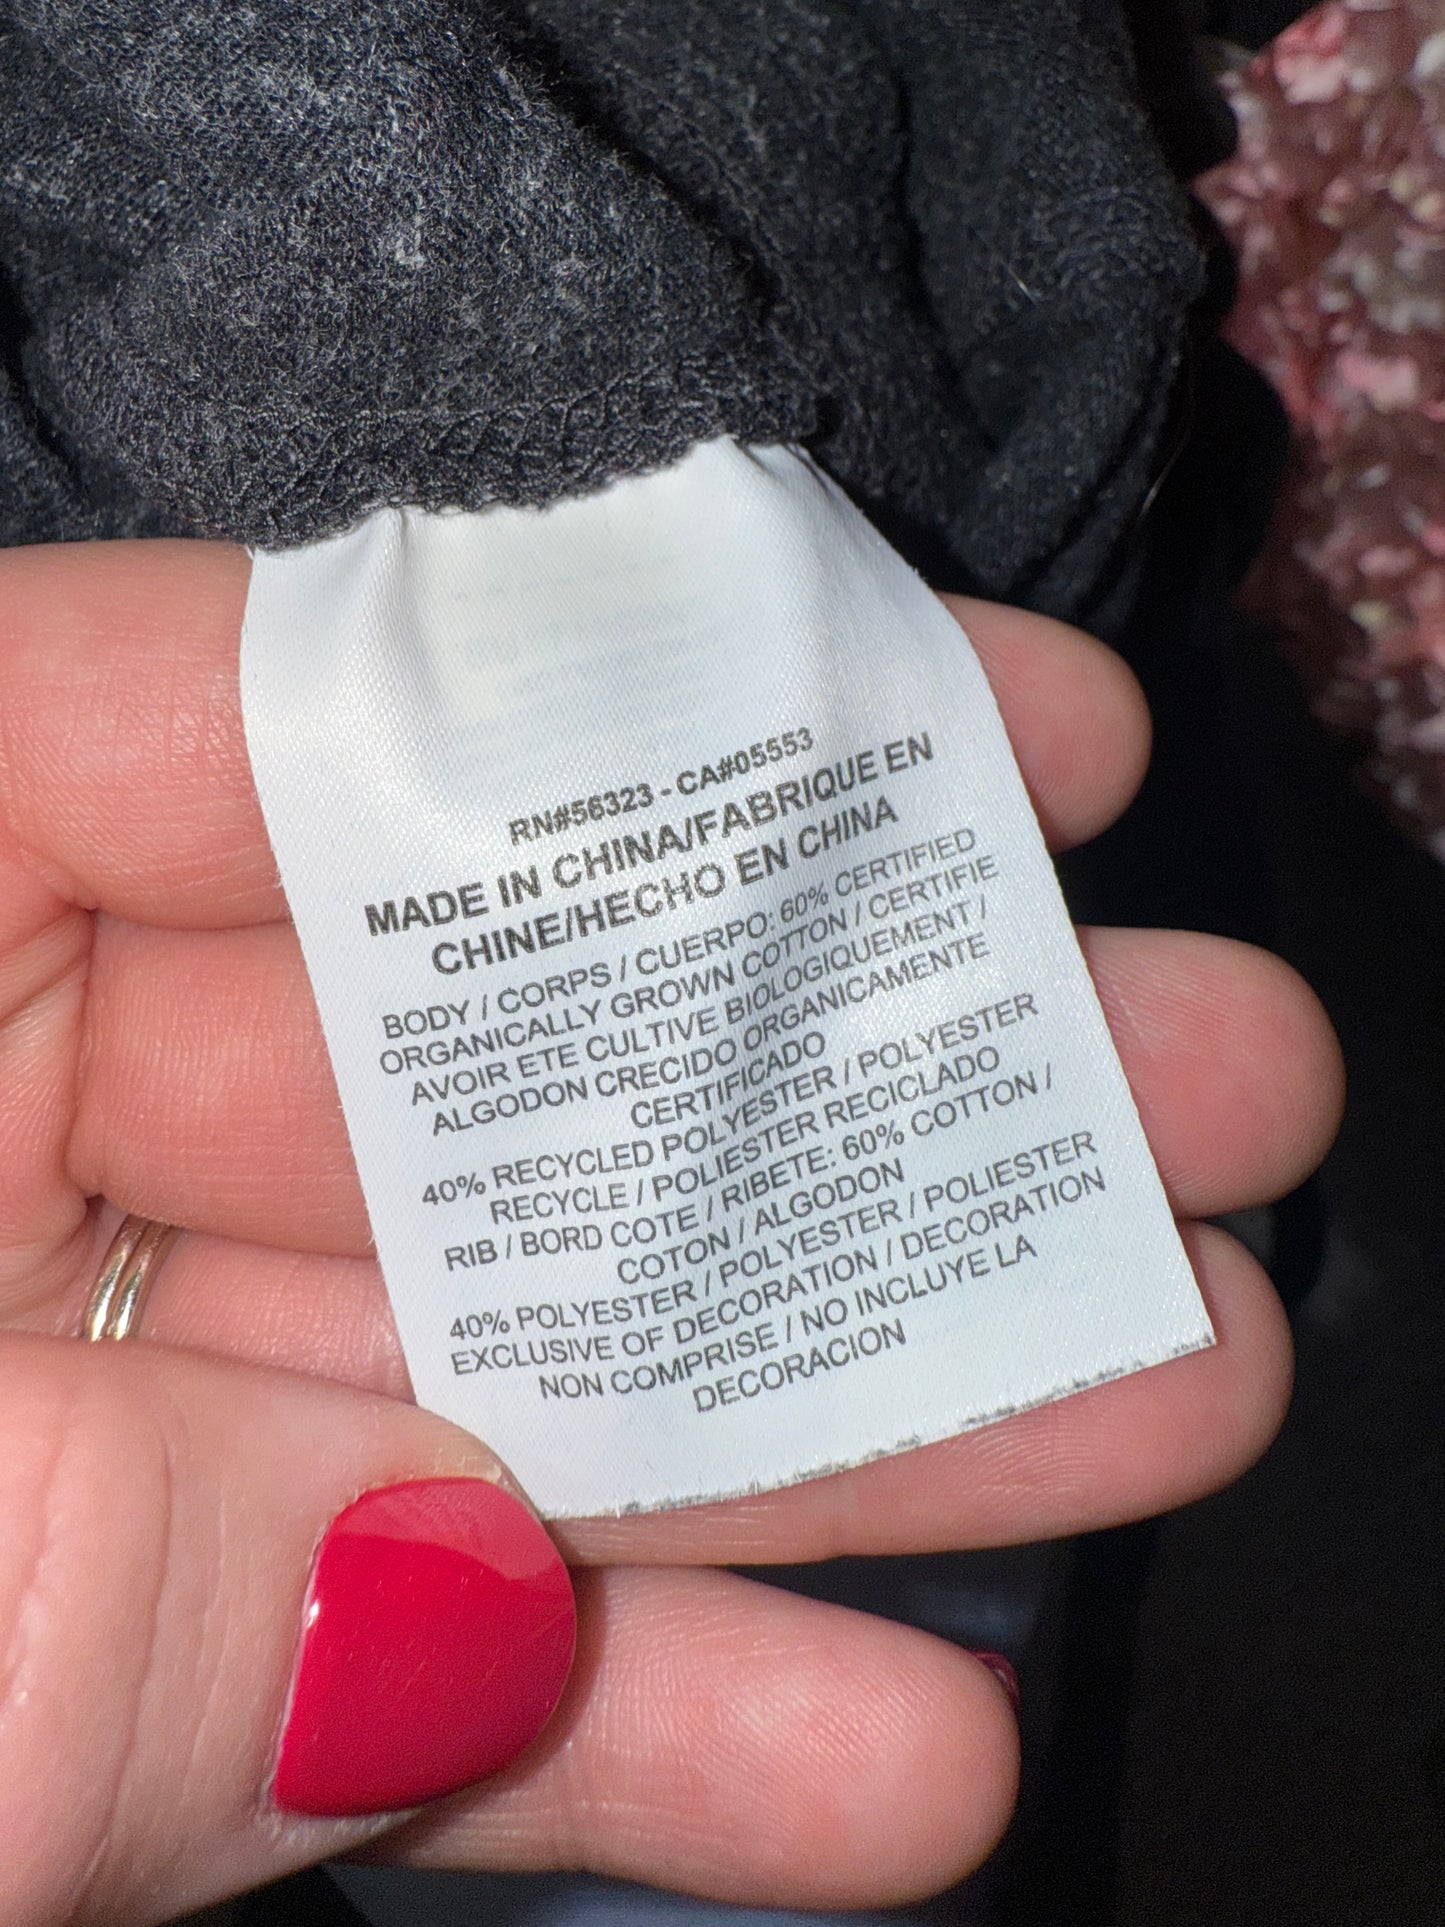 RN#56323 - CA#05553
MADE IN CHINA/FABRIQUE EN
CHINE/HECHO EN CHINA
BODY / CORPS / CUERPO: 60% CERTIFIED
ORGANICALLY GROWN COTTON / CERTIFIE
AVOIR ETE CULTIVE BIOLOGIQUEMENT /
ALGODON CRECIDO ORGANICAMENTE
CERTIFICADO
40% RECYCLED POLYESTER / POLYESTER
RECYCLE / POLIESTER RECICLADO
RIB / BORD COTE / RIBETE: 60% COTTON /
COTON / ALGODON
40% POLYESTER / POLYESTER / POLIESTER
EXCLUSIVE OF DECORATION / DECORATION
NON COMPRISE / NO INCLUYE LA
DECORACION